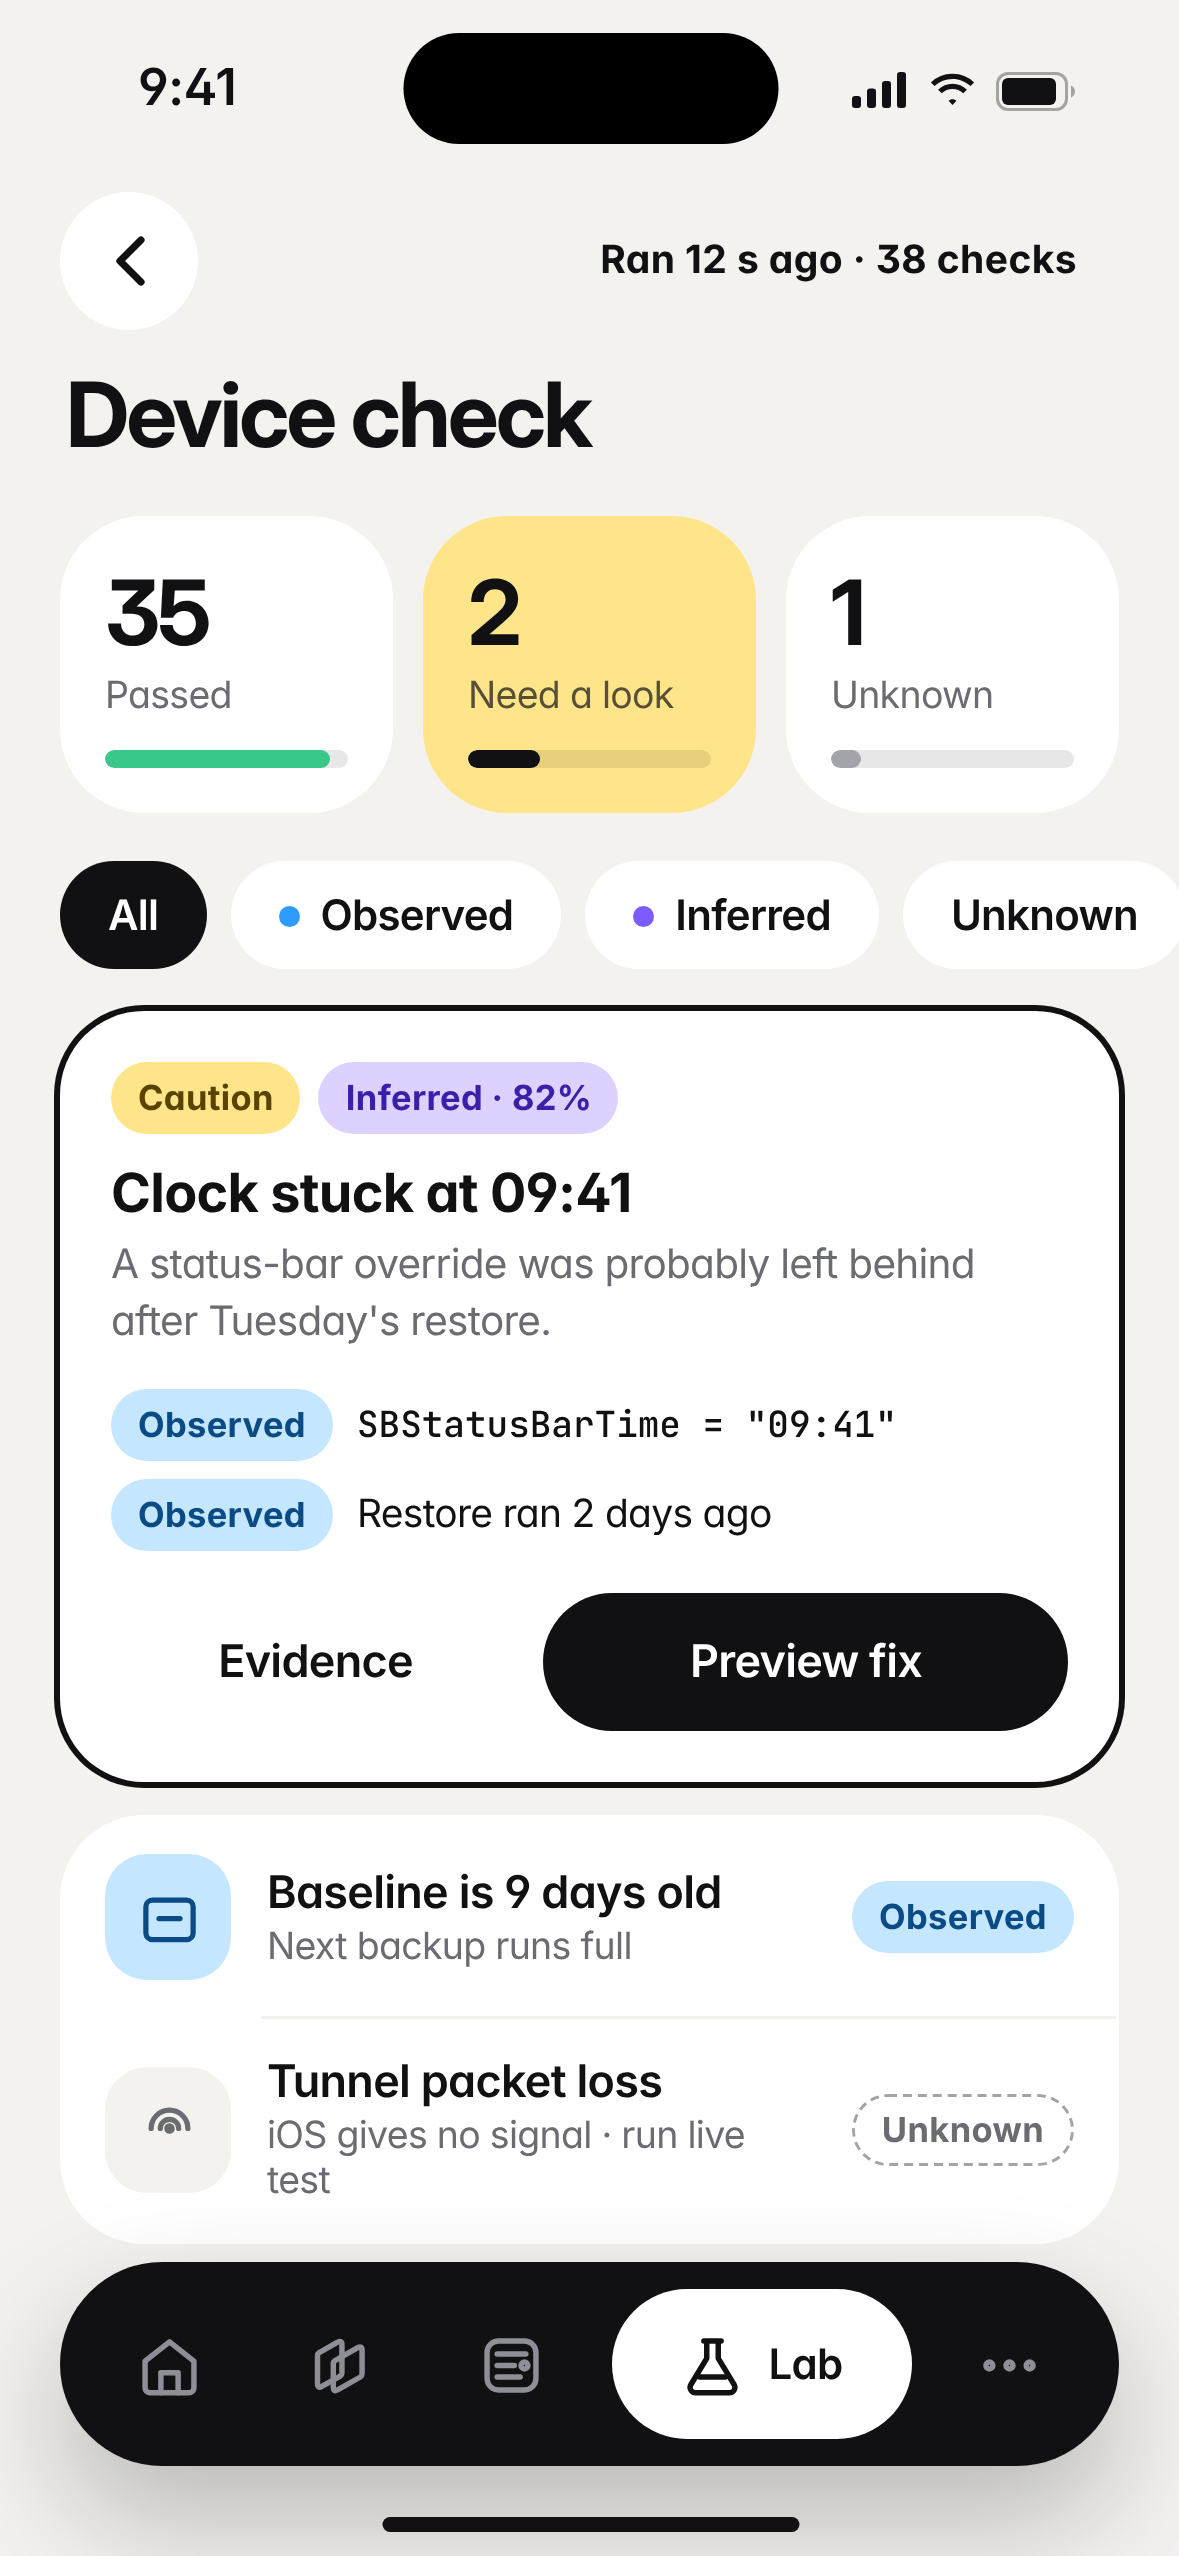 9:41
Ran 12 s ago · 38 checks
Device check
35
Passed
2
Need a look
1
Unknown
All
Observed
Inferred
Unknown
Caution
Inferred · 82%
Clock stuck at 09:41
A status-bar override was probably left behind
after Tuesday's restore.
Observed
SBStatusBarTime = "09:41"
Observed
Restore ran 2 days ago
Evidence
Preview fix
Baseline is 9 days old
Next backup runs full
Observed
Tunnel packet loss
iOS gives no signal · run live
test
Unknown
Lab